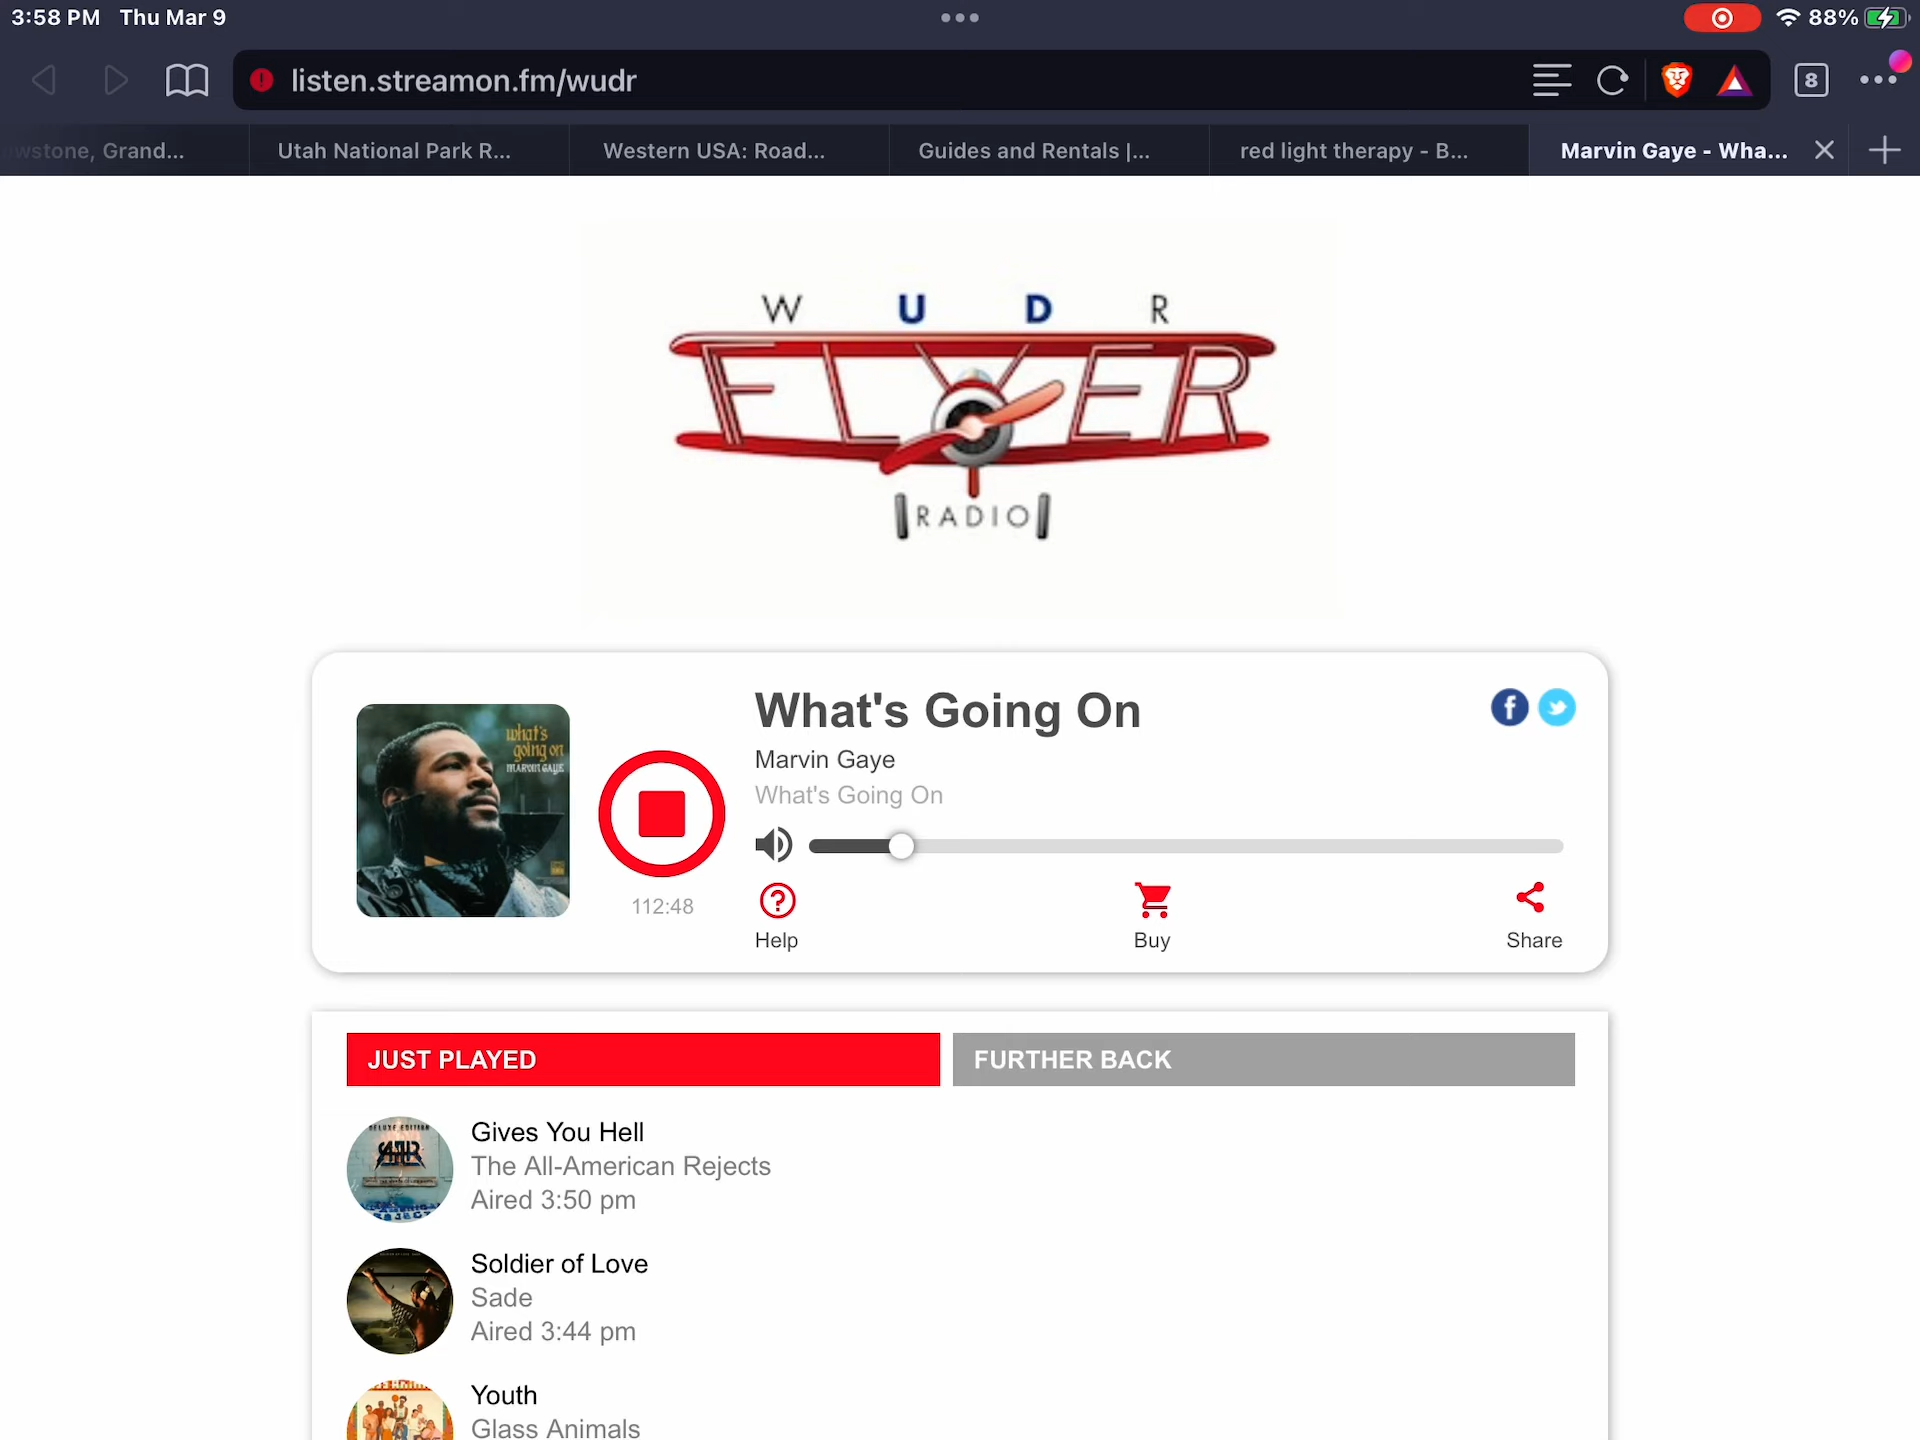 3:58 PM Thu Mar 9
88%
listen.streamon.fm/wudr
8
wstone, Grand...
Utah National Park R...
Western USA: Road...
Guides and Rentals |...
red light therapy - B...
Marvin Gaye - Wha...
W U D R
FLYER
RADIO
what's
going on
MARVIN GAYE
What's Going On
Marvin Gaye
What's Going On
112:48
Help
Buy
Share
JUST PLAYED
FURTHER BACK
DELUXE EDITION
AAR
Gives You Hell
The All-American Rejects
Aired 3:50 pm
Soldier of Love
Sade
Aired 3:44 pm
Youth
Glass Animals